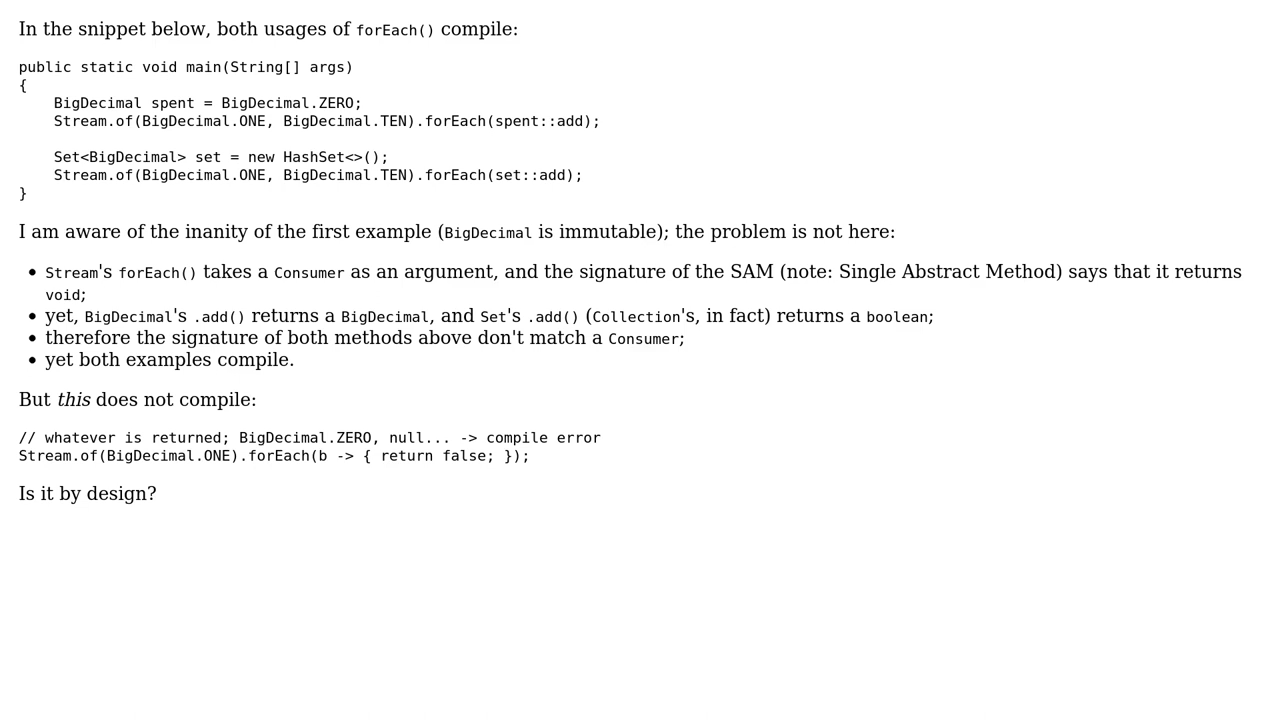 In the snippet below, both usages of forEach() compile:
public static void main(String[] args)
{
    BigDecimal spent = BigDecimal.ZERO;
    Stream.of(BigDecimal.ONE, BigDecimal.TEN).forEach(spent::add);

    Set<BigDecimal> set = new HashSet<>();
    Stream.of(BigDecimal.ONE, BigDecimal.TEN).forEach(set::add);
}
I am aware of the inanity of the first example (BigDecimal is immutable); the problem is not here:
• Stream's forEach() takes a Consumer as an argument, and the signature of the SAM (note: Single Abstract Method) says that it returns
void;
• yet, BigDecimal's .add() returns a BigDecimal, and Set's .add() (Collection's, in fact) returns a boolean;
• therefore the signature of both methods above don't match a Consumer;
• yet both examples compile.
But this does not compile:
// whatever is returned; BigDecimal.ZERO, null... -> compile error
Stream.of(BigDecimal.ONE).forEach(b -> { return false; });
Is it by design?